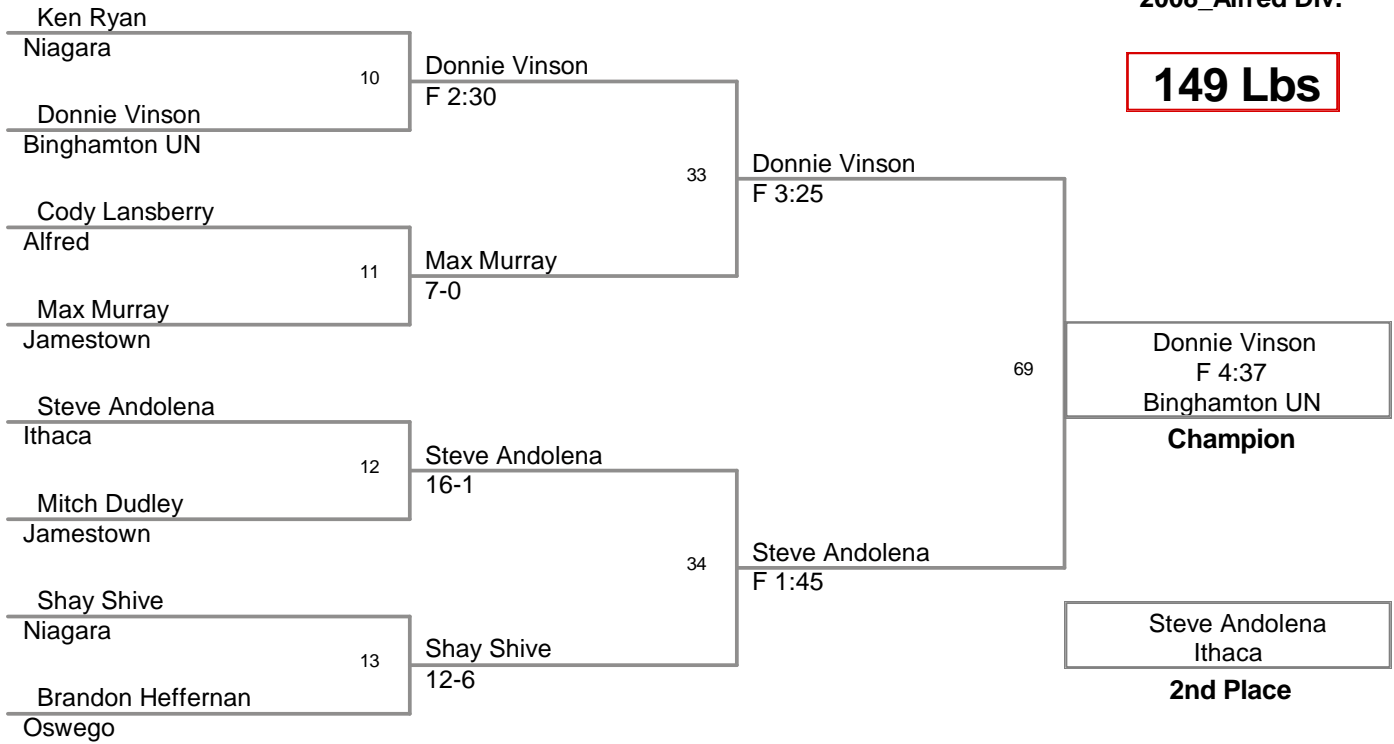 2008_Alfred Div.
149 Lbs
Ken Ryan
Niagara
10
Donnie Vinson
Binghamton UN
Donnie Vinson
F 2:30
Cody Lansberry
Alfred
11
Max Murray
Jamestown
Max Murray
7-0
33
Donnie Vinson
F 3:25
Steve Andolena
Ithaca
12
Mitch Dudley
Jamestown
Steve Andolena
16-1
Shay Shive
Niagara
13
Brandon Heffernan
Oswego
Shay Shive
12-6
34
Steve Andolena
F 1:45
69
Donnie Vinson
F 4:37
Binghamton UN
Champion
Steve Andolena
Ithaca
2nd Place